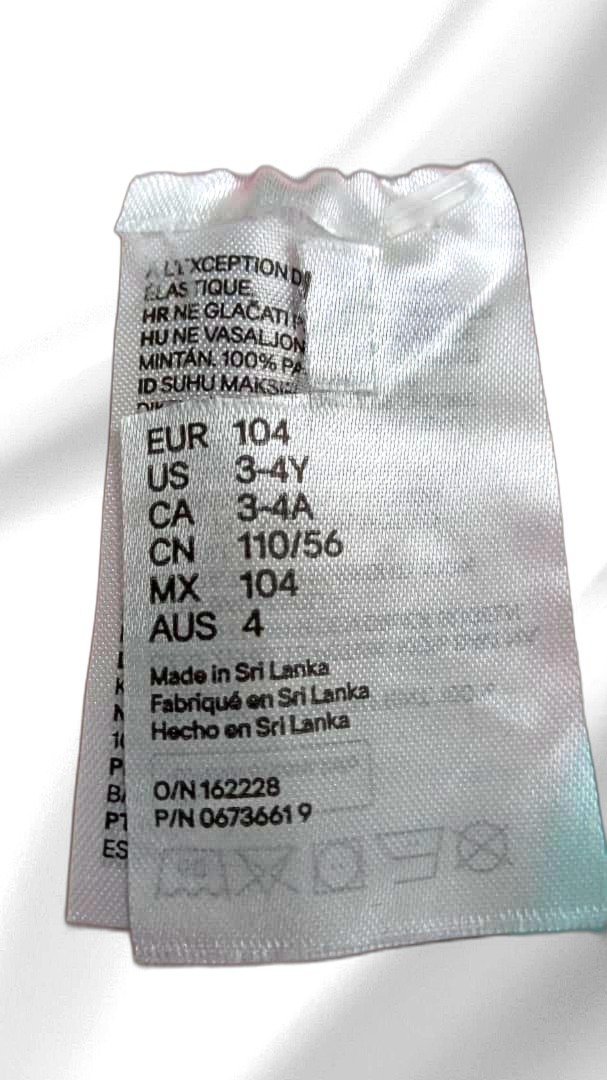 L'EXCEPTION D
ÉLASTIQUE
HR NE GLAČATI
HU NE VASALJON
MINTÁN. 100% PA
ID SUHU MAKSI
EUR 104
US 3-4Y
CA 3-4A
CN 110/56
MX 104
AUS 4
Made in Sri Lanka
Fabriqué en Sri Lanka
Hecho en Sri Lanka
O/N 162228
P/N 06736619
PT
ES